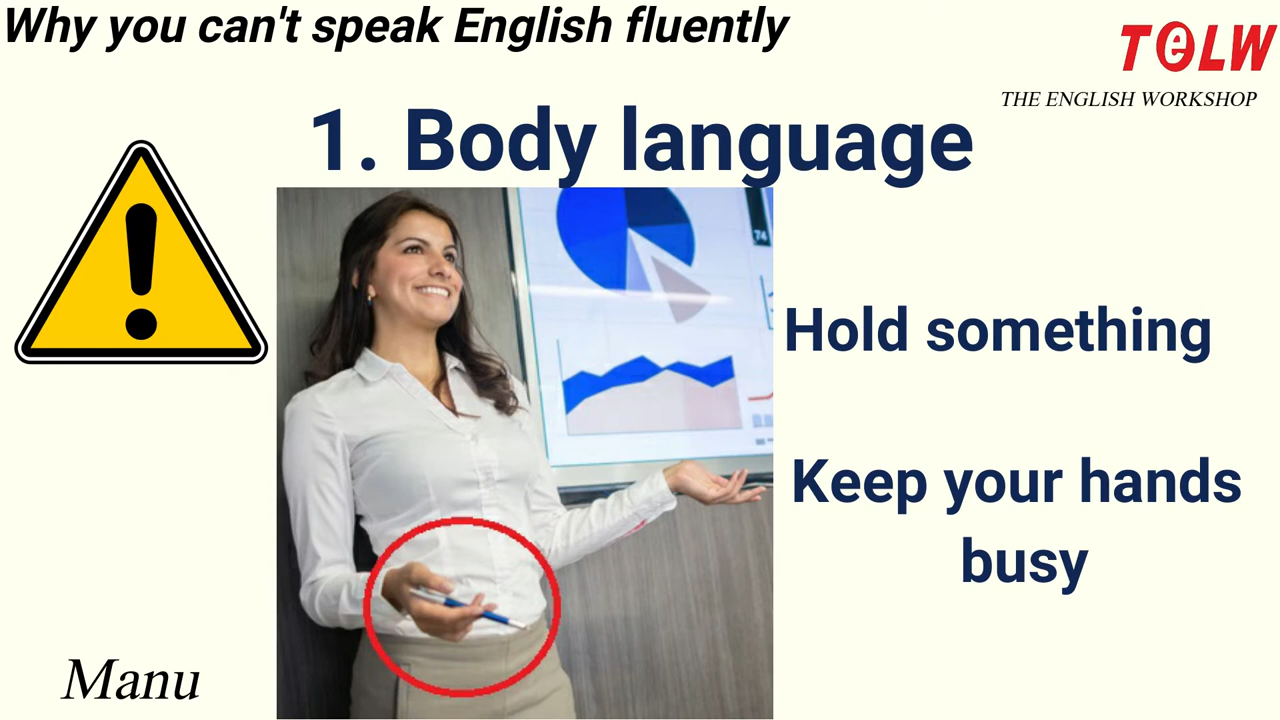 Why you can't speak English fluently
TeLW
THE ENGLISH WORKSHOP
1. Body language
74
Hold something
Keep your hands
busy
Manu